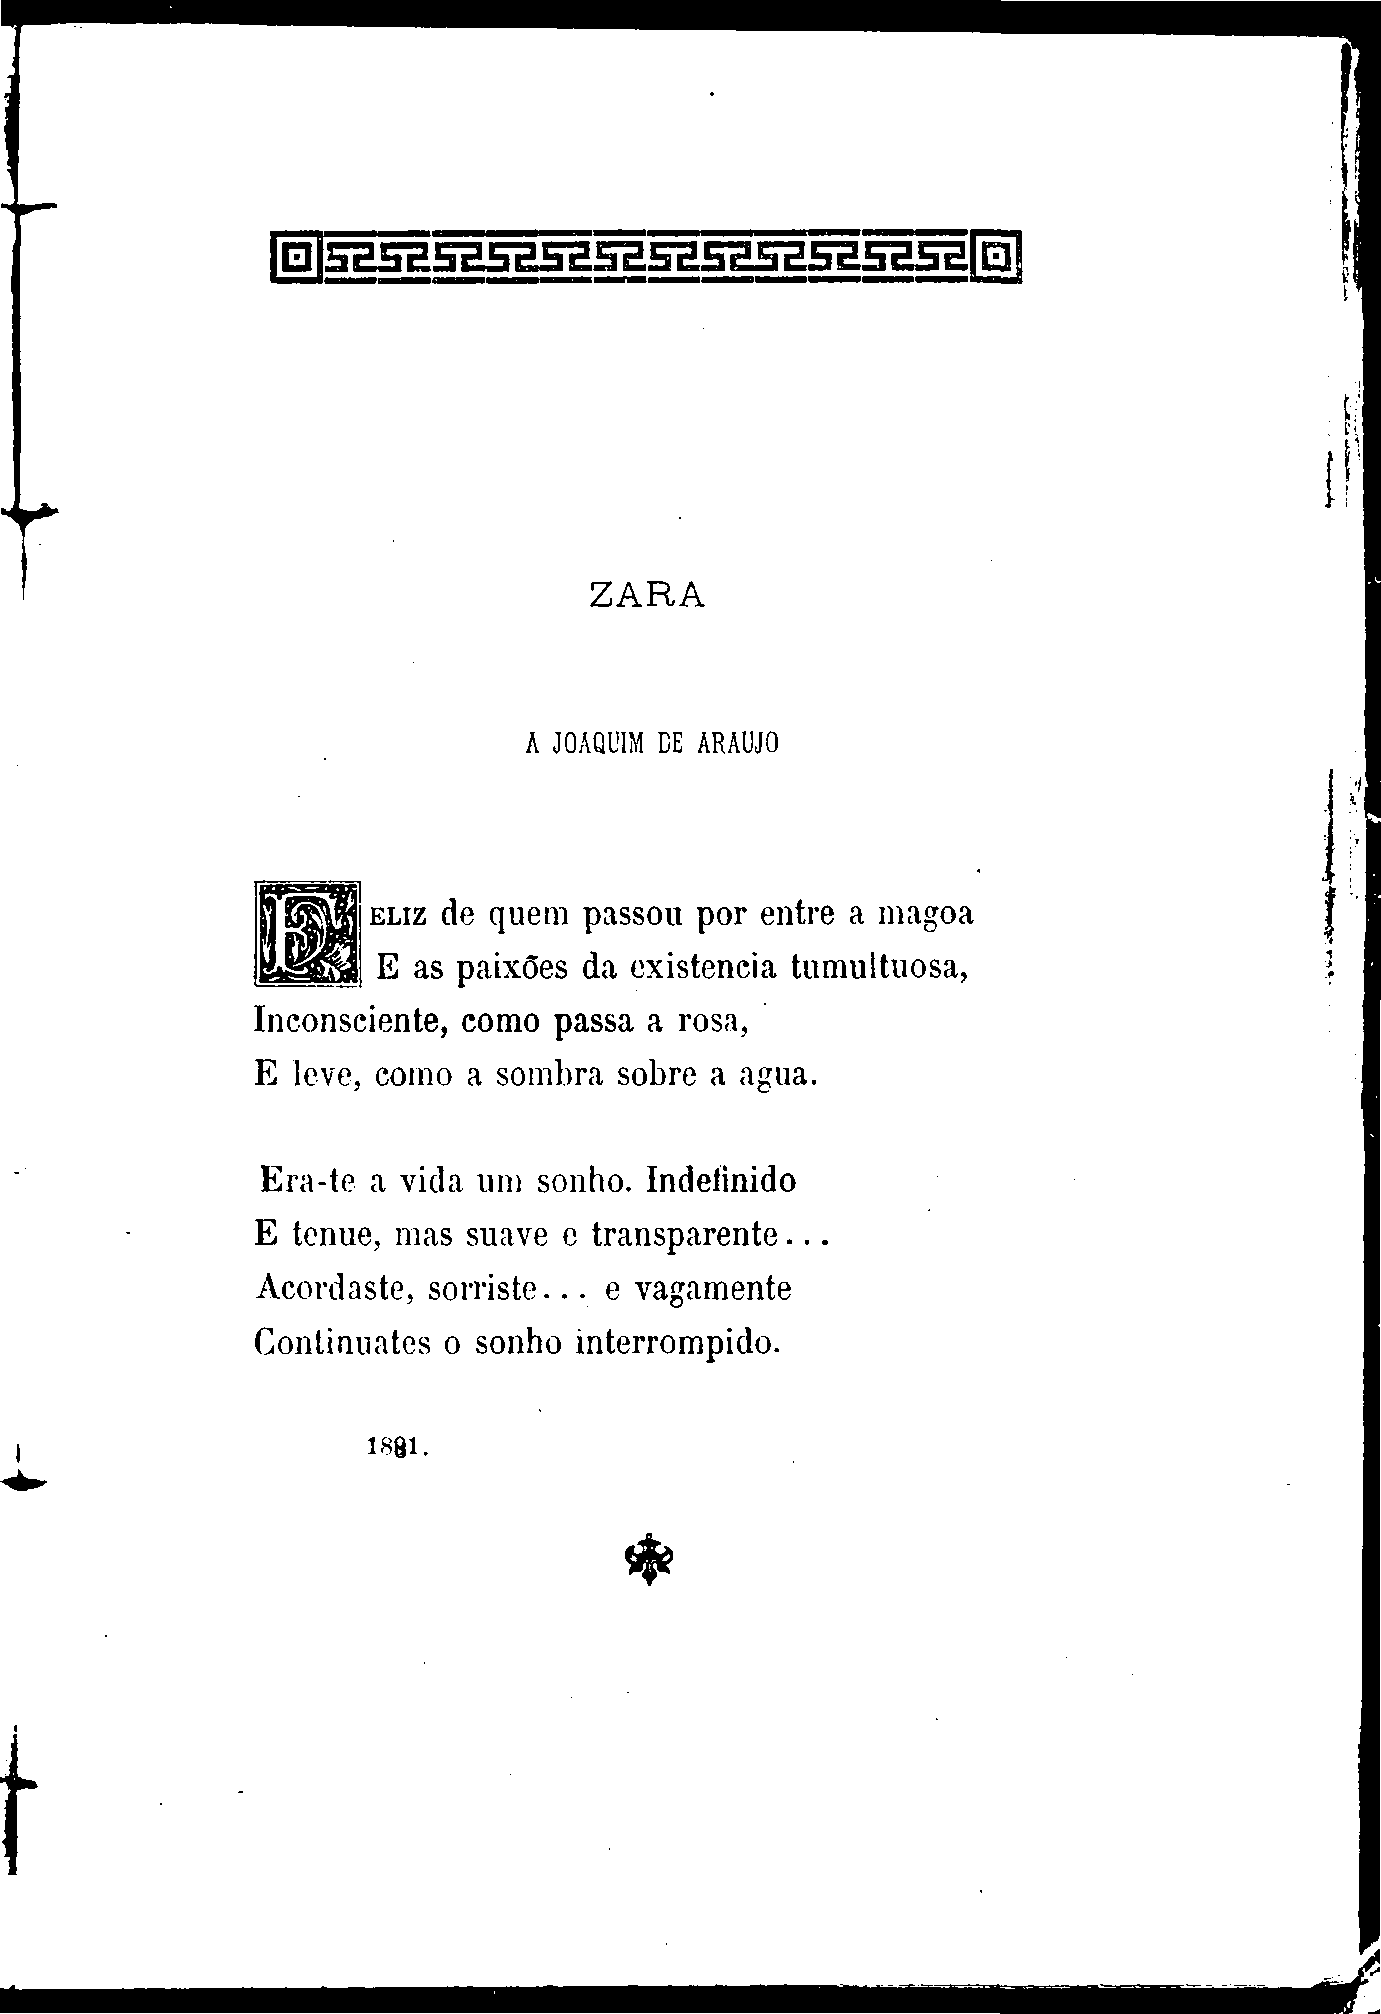 ZARA
A JOAQUIM DE ARAUJO
FELIZ de quem passou por entre a magoa
E as paixões da existencia tumultuosa,
Inconsciente, como passa a rosa,
E leve, como a sombra sobre a agua.
Era-te a vida um sonho. Indefinido
E tenue, mas suave e transparente...
Acordaste, sorriste... e vagamente
Continuates o sonho interrompido.
1881.